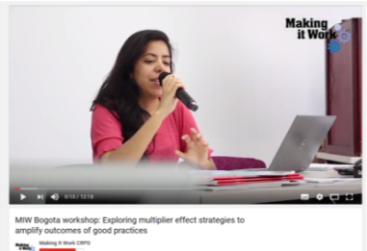 Making
it Work
0:13 / 12:18
MIW Bogota workshop: Exploring multiplier effect strategies to
amplify outcomes of good practices
Making It Work CRPD